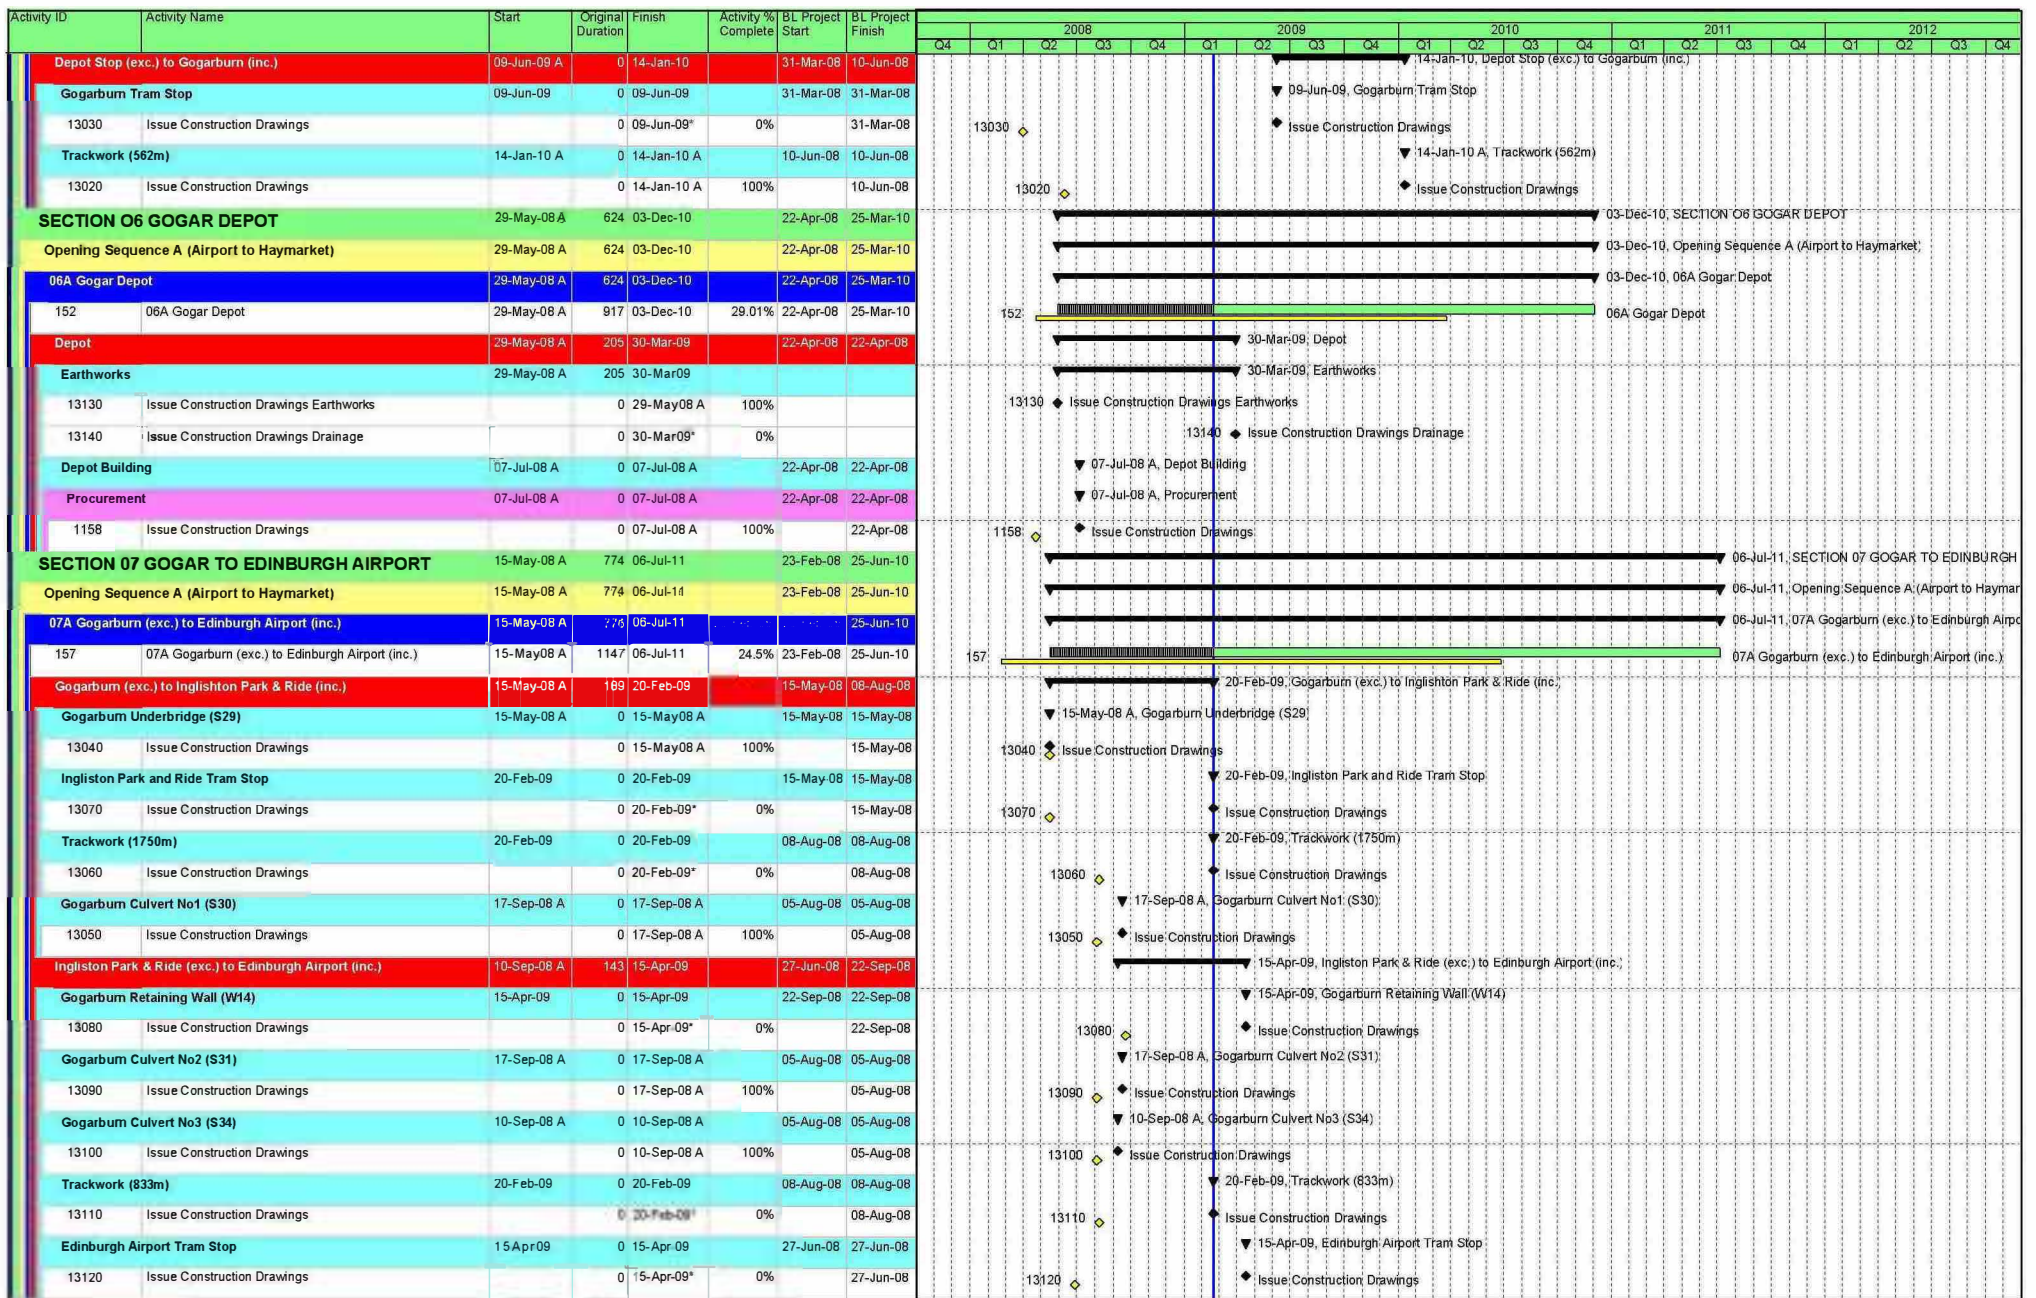 Activity ID Activity Name Start Original Duration Finish Activity % Complete BL Project Start BL Project Finish
2008 2009 2010 2011 2012
Q4 Q1 Q2 Q3 Q4 Q1 Q2 Q3 Q4 Q1 Q2 Q3 Q4 Q1 Q2 Q3 Q4 Q1 Q2 Q3 Q4
Depot Stop (exc.) to Gogarburn (inc.) 09-Jun-09 A 0 14-Jan-10 31-Mar-08 10-Jun-08 14-Jan-10, Depot Stop (exc.) to Gogarburn (inc.)
Gogarburn Tram Stop 09-Jun-09 0 09-Jun-09 31-Mar-08 31-Mar-08 09-Jun-09, Gogarburn Tram Stop
13030 Issue Construction Drawings 0 09-Jun-09* 0% 31-Mar-08 13030 Issue Construction Drawings
Trackwork (562m) 14-Jan-10 A 0 14-Jan-10 A 10-Jun-08 10-Jun-08 14-Jan-10 A, Trackwork (562m)
13020 Issue Construction Drawings 0 14-Jan-10 A 100% 10-Jun-08 13020 Issue Construction Drawings
SECTION O6 GOGAR DEPOT 29-May-08 A 624 03-Dec-10 22-Apr-08 25-Mar-10 03-Dec-10, SECTION O6 GOGAR DEPOT
Opening Sequence A (Airport to Haymarket) 29-May-08 A 624 03-Dec-10 22-Apr-08 25-Mar-10 03-Dec-10, Opening Sequence A (Airport to Haymarket)
06A Gogar Depot 29-May-08 A 624 03-Dec-10 22-Apr-08 25-Mar-10 03-Dec-10, 06A Gogar Depot
152 06A Gogar Depot 29-May-08 A 917 03-Dec-10 29.01% 22-Apr-08 25-Mar-10 152 06A Gogar Depot
Depot 29-May-08 A 205 30-Mar-09 22-Apr-08 22-Apr-08 30-Mar-09, Depot
Earthworks 29-May-08 A 205 30-Mar09 30-Mar-09, Earthworks
13130 Issue Construction Drawings Earthworks 0 29-May08 A 100% 13130 Issue Construction Drawings Earthworks
13140 Issue Construction Drawings Drainage 0 30-Mar09* 0% 13140 Issue Construction Drawings Drainage
Depot Building 07-Jul-08 A 0 07-Jul-08 A 22-Apr-08 22-Apr-08 07-Jul-08 A, Depot Building
Procurement 07-Jul-08 A 0 07-Jul-08 A 22-Apr-08 22-Apr-08 07-Jul-08 A, Procurement
1158 Issue Construction Drawings 0 07-Jul-08 A 100% 22-Apr-08 1158 Issue Construction Drawings
SECTION 07 GOGAR TO EDINBURGH AIRPORT 15-May-08 A 774 06-Jul-11 23-Feb-08 25-Jun-10 06-Jul-11, SECTION 07 GOGAR TO EDINBURGH
Opening Sequence A (Airport to Haymarket) 15-May-08 A 774 06-Jul-11 23-Feb-08 25-Jun-10 06-Jul-11, Opening Sequence A (Airport to Haymar
07A Gogarburn (exc.) to Edinburgh Airport (inc.) 15-May-08 A 06-Jul-11 25-Jun-10 06-Jul-11, 07A Gogarburn (exc.) to Edinburgh Airpo
157 07A Gogarburn (exc.) to Edinburgh Airport (inc.) 15-May08 A 1147 06-Jul-11 24.5% 23-Feb-08 25-Jun-10 157 07A Gogarburn (exc.) to Edinburgh Airport (inc.)
Gogarburn (exc.) to Inglishton Park & Ride (inc.) 15-May-08 A 189 20-Feb-09 15-May-08 08-Aug-08 20-Feb-09, Gogarburn (exc.) to Inglishton Park & Ride (inc.
Gogarburn Underbridge (S29) 15-May-08 A 0 15-May08 A 15-May-08 15-May-08 15-May-08 A, Gogarburn Underbridge (S29)
13040 Issue Construction Drawings 0 15-May08 A 100% 15-May-08 13040 Issue Construction Drawings
Ingliston Park and Ride Tram Stop 20-Feb-09 0 20-Feb-09 15-May-08 15-May-08 20-Feb-09, Ingliston Park and Ride Tram Stop
13070 Issue Construction Drawings 0 20-Feb-09* 0% 15-May-08 13070 Issue Construction Drawings
Trackwork (1750m) 20-Feb-09 0 20-Feb-09 08-Aug-08 08-Aug-08 20-Feb-09, Trackwork (1750m)
13060 Issue Construction Drawings 0 20-Feb-09* 0% 08-Aug-08 13060 Issue Construction Drawings
Gogarburn Culvert No1 (S30) 17-Sep-08 A 0 17-Sep-08 A 05-Aug-08 05-Aug-08 17-Sep-08 A, Gogarburn Culvert No1 (S30)
13050 Issue Construction Drawings 0 17-Sep-08 A 100% 05-Aug-08 13050 Issue Construction Drawings
Ingliston Park & Ride (exc.) to Edinburgh Airport (inc.) 10-Sep-08 A 143 15-Apr-09 27-Jun-08 22-Sep-08 15-Apr-09, Ingliston Park & Ride (exc.) to Edinburgh Airport (inc.)
Gogarburn Retaining Wall (W14) 15-Apr-09 0 15-Apr-09 22-Sep-08 22-Sep-08 15-Apr-09, Gogarburn Retaining Wall (W14)
13080 Issue Construction Drawings 0 15-Apr-09* 0% 22-Sep-08 13080 Issue Construction Drawings
Gogarburn Culvert No2 (S31) 17-Sep-08 A 0 17-Sep-08 A 05-Aug-08 05-Aug-08 17-Sep-08 A, Gogarburn Culvert No2 (S31)
13090 Issue Construction Drawings 0 17-Sep-08 A 100% 05-Aug-08 13090 Issue Construction Drawings
Gogarburn Culvert No3 (S34) 10-Sep-08 A 0 10-Sep-08 A 05-Aug-08 05-Aug-08 10-Sep-08 A, Gogarburn Culvert No3 (S34)
13100 Issue Construction Drawings 0 10-Sep-08 A 100% 05-Aug-08 13100 Issue Construction Drawings
Trackwork (833m) 20-Feb-09 0 20-Feb-09 08-Aug-08 08-Aug-08 20-Feb-09, Trackwork (833m)
13110 Issue Construction Drawings 0 20-Feb-09* 0% 08-Aug-08 13110 Issue Construction Drawings
Edinburgh Airport Tram Stop 15Apr09 0 15-Apr-09 27-Jun-08 27-Jun-08 15-Apr-09, Edinburgh Airport Tram Stop
13120 Issue Construction Drawings 0 15-Apr-09* 0% 27-Jun-08 13120 Issue Construction Drawings